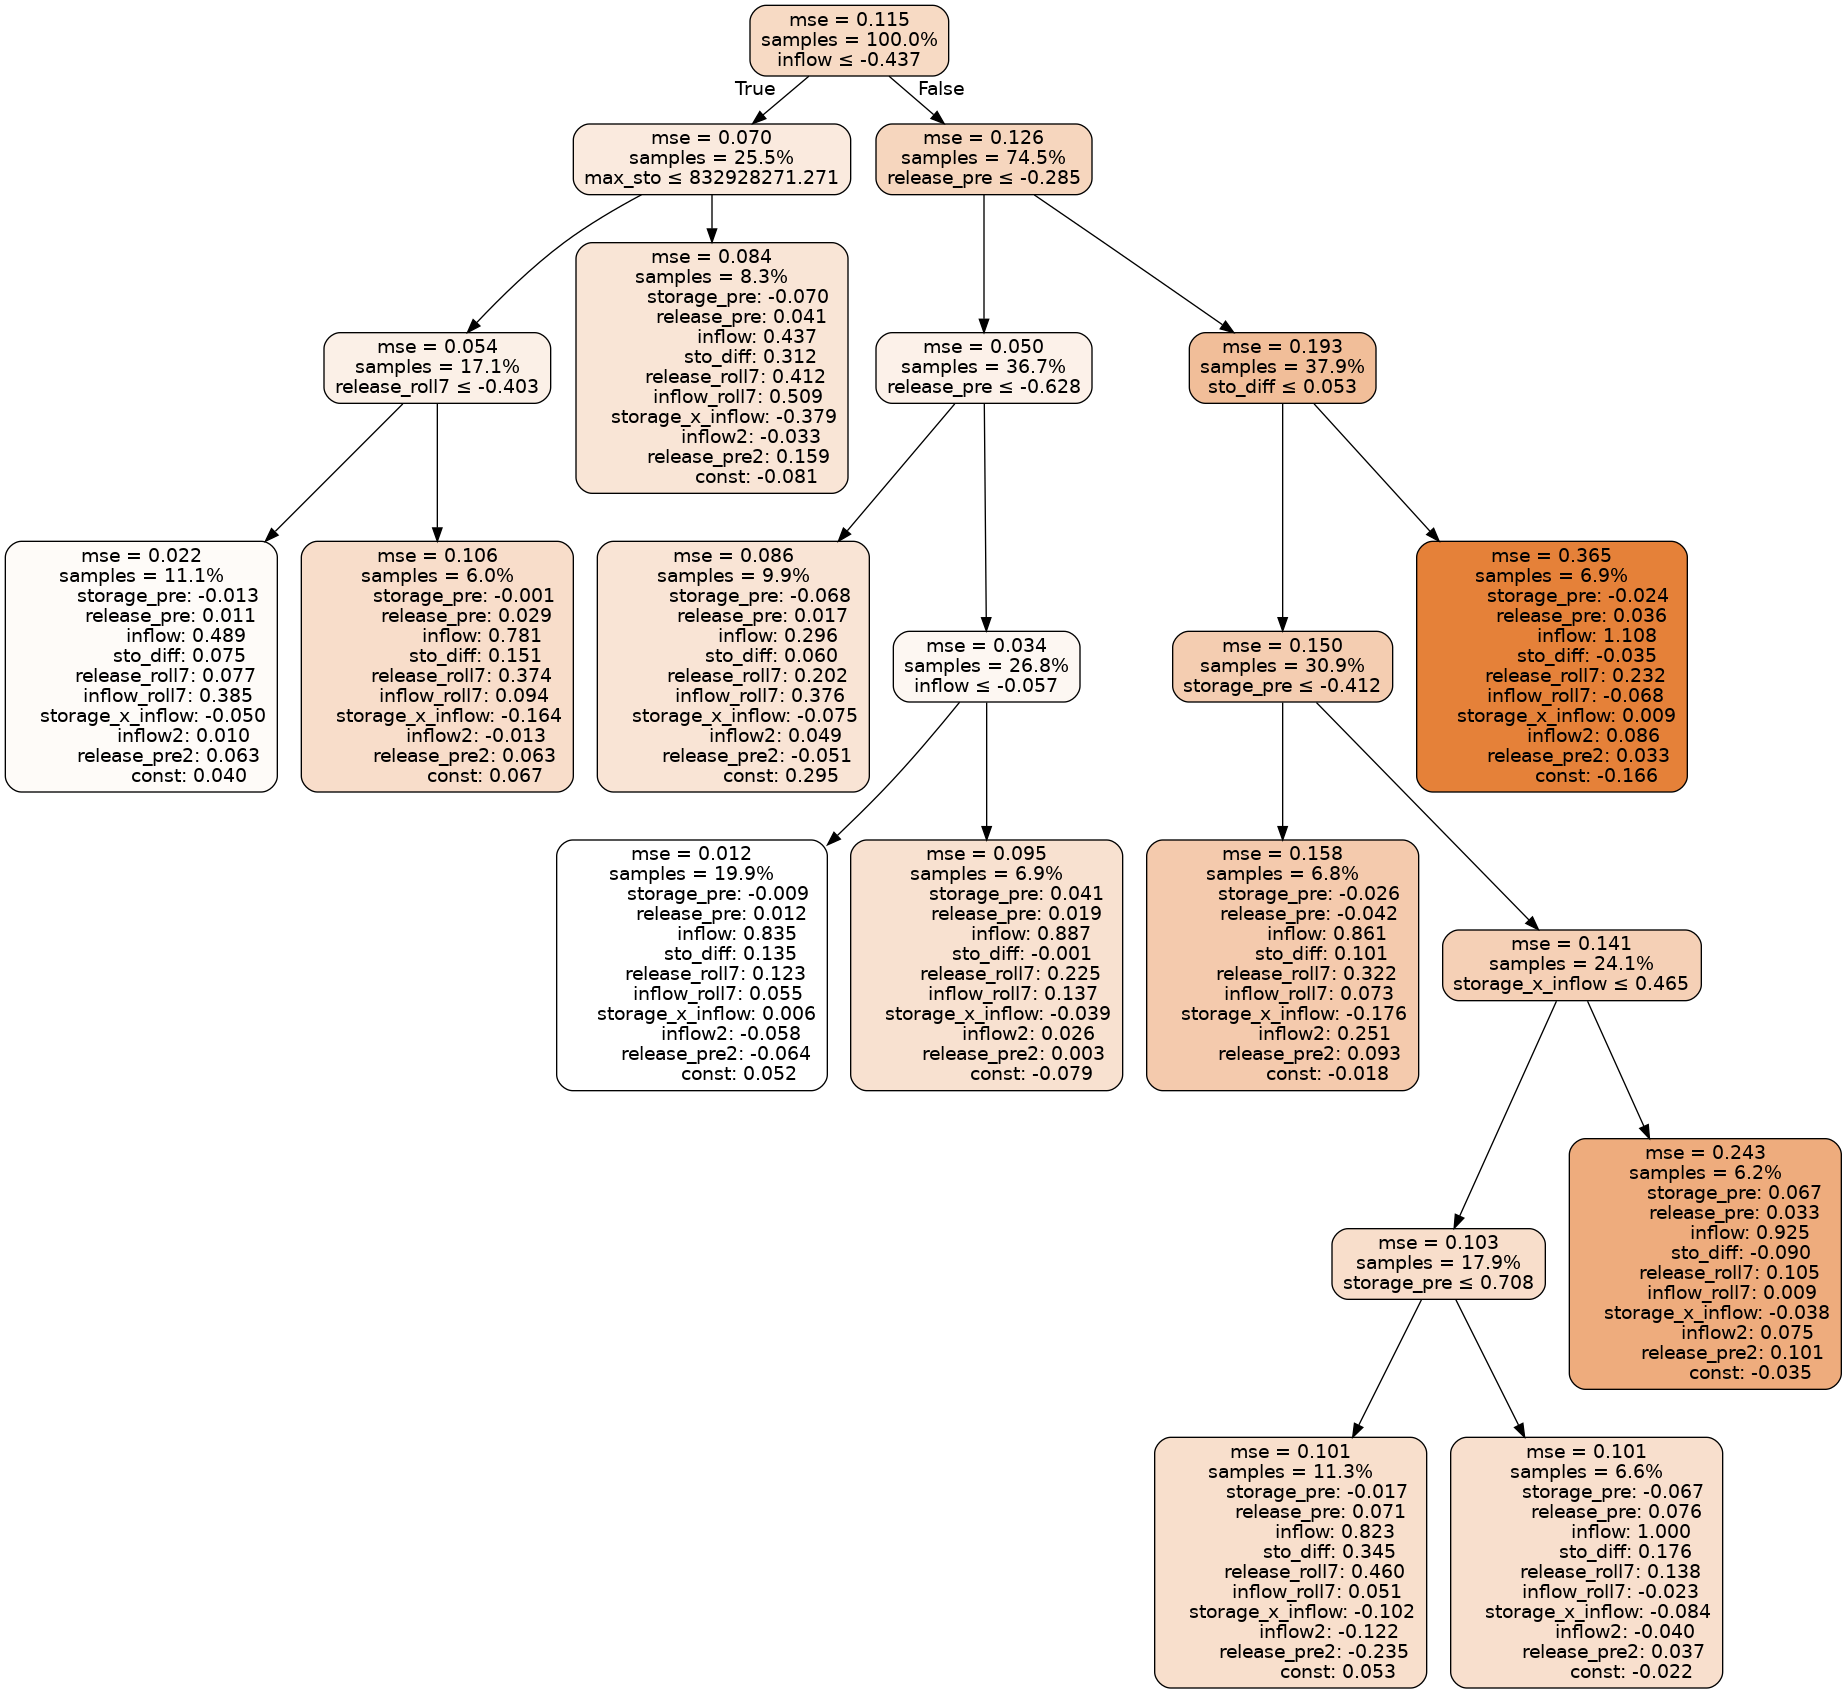 mse = 0.115
samples = 100.0%
inflow ≤ -0.437
True
False
mse = 0.070
samples = 25.5%
max_sto ≤ 832928271.271
mse = 0.126
samples = 74.5%
release_pre ≤ -0.285
mse = 0.084
samples = 8.3%
storage_pre: -0.070
release_pre: 0.041
inflow: 0.437
sto_diff: 0.312
release_roll7: 0.412
inflow_roll7: 0.509
storage_x_inflow: -0.379
inflow2: -0.033
release_pre2: 0.159
const: -0.081
mse = 0.054
samples = 17.1%
release_roll7 ≤ -0.403
mse = 0.050
samples = 36.7%
release_pre ≤ -0.628
mse = 0.193
samples = 37.9%
sto_diff ≤ 0.053
mse = 0.022
samples = 11.1%
storage_pre: -0.013
release_pre: 0.011
inflow: 0.489
sto_diff: 0.075
release_roll7: 0.077
inflow_roll7: 0.385
storage_x_inflow: -0.050
inflow2: 0.010
release_pre2: 0.063
const: 0.040
mse = 0.106
samples = 6.0%
storage_pre: -0.001
release_pre: 0.029
inflow: 0.781
sto_diff: 0.151
release_roll7: 0.374
inflow_roll7: 0.094
storage_x_inflow: -0.164
inflow2: -0.013
release_pre2: 0.063
const: 0.067
mse = 0.086
samples = 9.9%
storage_pre: -0.068
release_pre: 0.017
inflow: 0.296
sto_diff: 0.060
release_roll7: 0.202
inflow_roll7: 0.376
storage_x_inflow: -0.075
inflow2: 0.049
release_pre2: -0.051
const: 0.295
mse = 0.034
samples = 26.8%
inflow ≤ -0.057
mse = 0.150
samples = 30.9%
storage_pre ≤ -0.412
mse = 0.365
samples = 6.9%
storage_pre: -0.024
release_pre: 0.036
inflow: 1.108
sto_diff: -0.035
release_roll7: 0.232
inflow_roll7: -0.068
storage_x_inflow: 0.009
inflow2: 0.086
release_pre2: 0.033
const: -0.166
mse = 0.012
samples = 19.9%
storage_pre: -0.009
release_pre: 0.012
inflow: 0.835
sto_diff: 0.135
release_roll7: 0.123
inflow_roll7: 0.055
storage_x_inflow: 0.006
inflow2: -0.058
release_pre2: -0.064
const: 0.052
mse = 0.095
samples = 6.9%
storage_pre: 0.041
release_pre: 0.019
inflow: 0.887
sto_diff: -0.001
release_roll7: 0.225
inflow_roll7: 0.137
storage_x_inflow: -0.039
inflow2: 0.026
release_pre2: 0.003
const: -0.079
mse = 0.158
samples = 6.8%
storage_pre: -0.026
release_pre: -0.042
inflow: 0.861
sto_diff: 0.101
release_roll7: 0.322
inflow_roll7: 0.073
storage_x_inflow: -0.176
inflow2: 0.251
release_pre2: 0.093
const: -0.018
mse = 0.141
samples = 24.1%
storage_x_inflow ≤ 0.465
mse = 0.103
samples = 17.9%
storage_pre ≤ 0.708
mse = 0.243
samples = 6.2%
storage_pre: 0.067
release_pre: 0.033
inflow: 0.925
sto_diff: -0.090
release_roll7: 0.105
inflow_roll7: 0.009
storage_x_inflow: -0.038
inflow2: 0.075
release_pre2: 0.101
const: -0.035
mse = 0.101
samples = 11.3%
storage_pre: -0.017
release_pre: 0.071
inflow: 0.823
sto_diff: 0.345
release_roll7: 0.460
inflow_roll7: 0.051
storage_x_inflow: -0.102
inflow2: -0.122
release_pre2: -0.235
const: 0.053
mse = 0.101
samples = 6.6%
storage_pre: -0.067
release_pre: 0.076
inflow: 1.000
sto_diff: 0.176
release_roll7: 0.138
inflow_roll7: -0.023
storage_x_inflow: -0.084
inflow2: -0.040
release_pre2: 0.037
const: -0.022